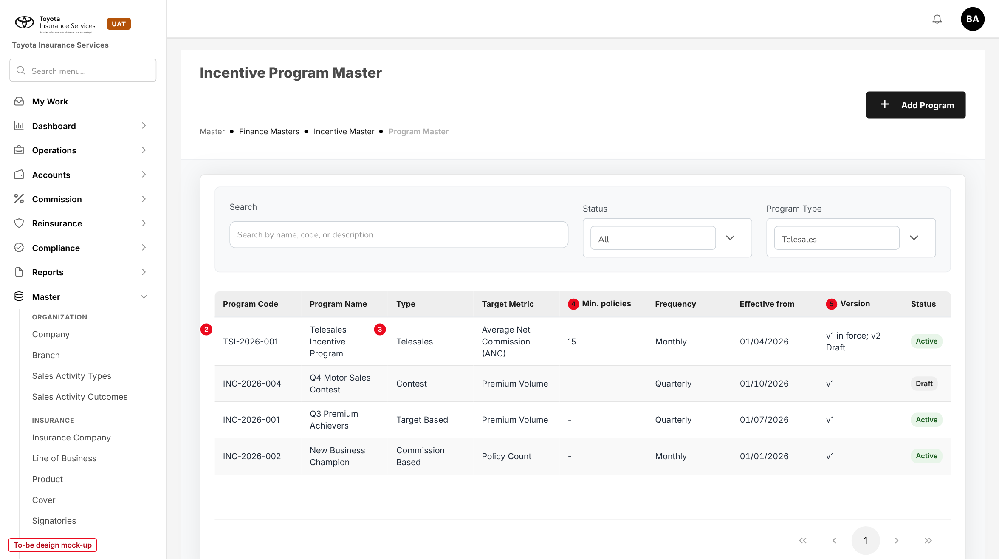 Toyota
Insurance Services
UAT
Toyota Insurance Services
Search menu...
My Work
Dashboard
Operations
Accounts
Commission
Reinsurance
Compliance
Reports
Master
ORGANIZATION
Company
Branch
Sales Activity Types
Sales Activity Outcomes
INSURANCE
Insurance Company
Line of Business
Product
Cover
Signatories
To-be design mock-up
BA
Incentive Program Master
Add Program
Master • Finance Masters • Incentive Master • Program Master
Search
Search by name, code, or description...
Status
All
Program Type
Telesales
Program Code Program Name Type Target Metric 4 Min. policies Frequency Effective from 5 Version Status
2 TSI-2026-001 Telesales Incentive Program 3 Telesales Average Net Commission (ANC) 15 Monthly 01/04/2026 v1 in force; v2 Draft Active
INC-2026-004 Q4 Motor Sales Contest Contest Premium Volume - Quarterly 01/10/2026 v1 Draft
INC-2026-001 Q3 Premium Achievers Target Based Premium Volume - Quarterly 01/07/2026 v1 Active
INC-2026-002 New Business Champion Commission Based Policy Count - Monthly 01/01/2026 v1 Active
1